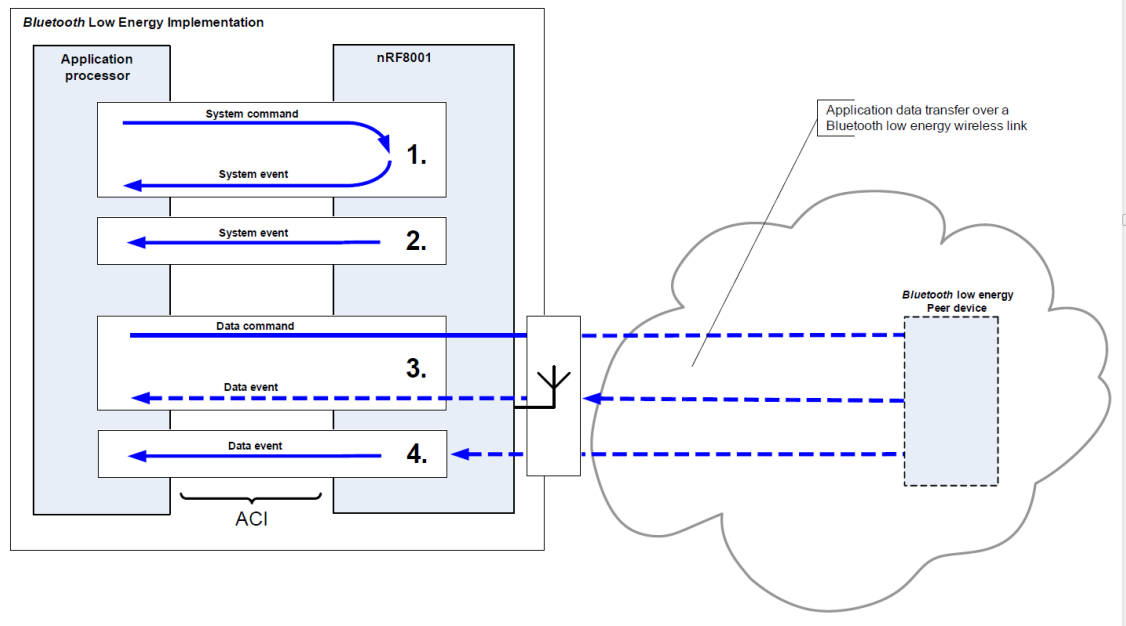 Bluetooth Low Energy Implementation
Application
processor
nRF8001
System command
1.
System event
System event
2.
Data command
3.
Data event
Data event
4.
ACI
Application data transfer over a
Bluetooth low energy wireless link
Bluetooth low energy
Peer device